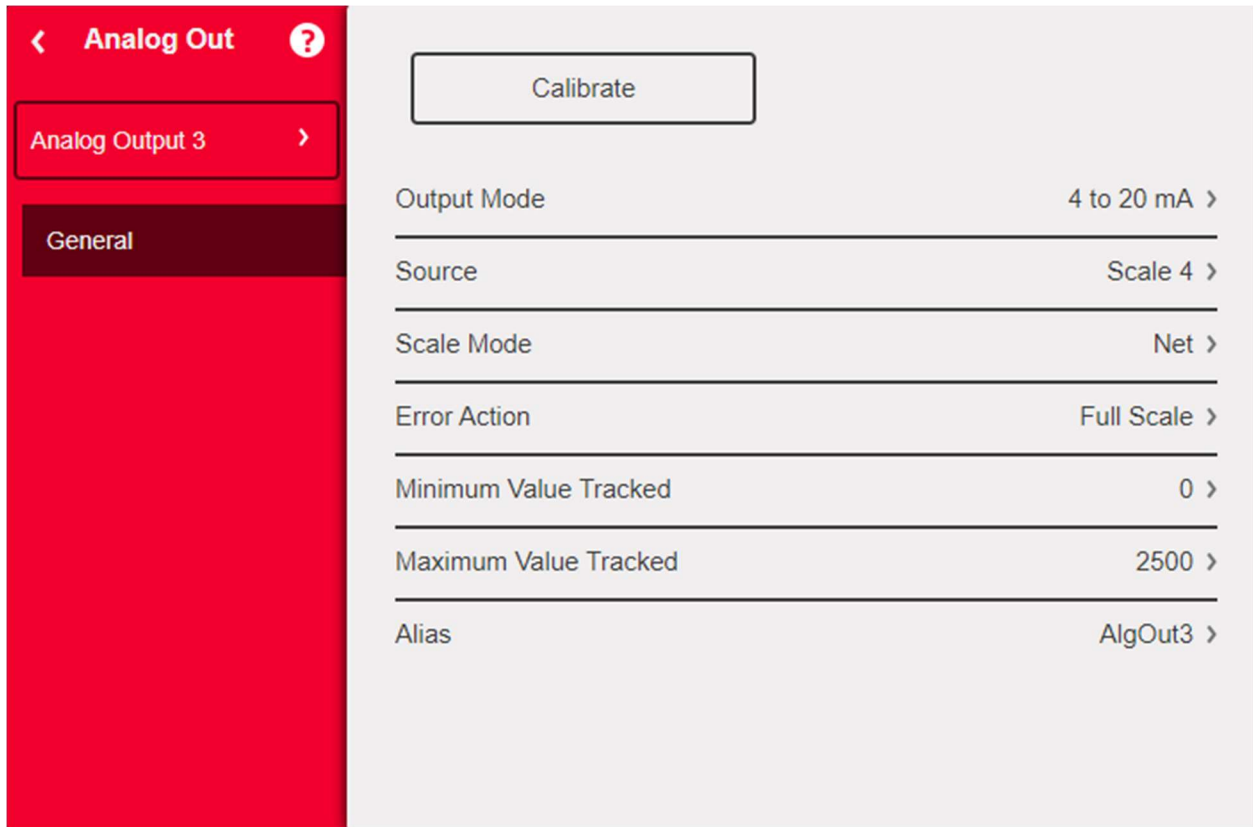 Analog Out ?
Analog Output 3
General
Calibrate
Output Mode 4 to 20 mA
Source Scale 4
Scale Mode Net
Error Action Full Scale
Minimum Value Tracked 0
Maximum Value Tracked 2500
Alias AlgOut3